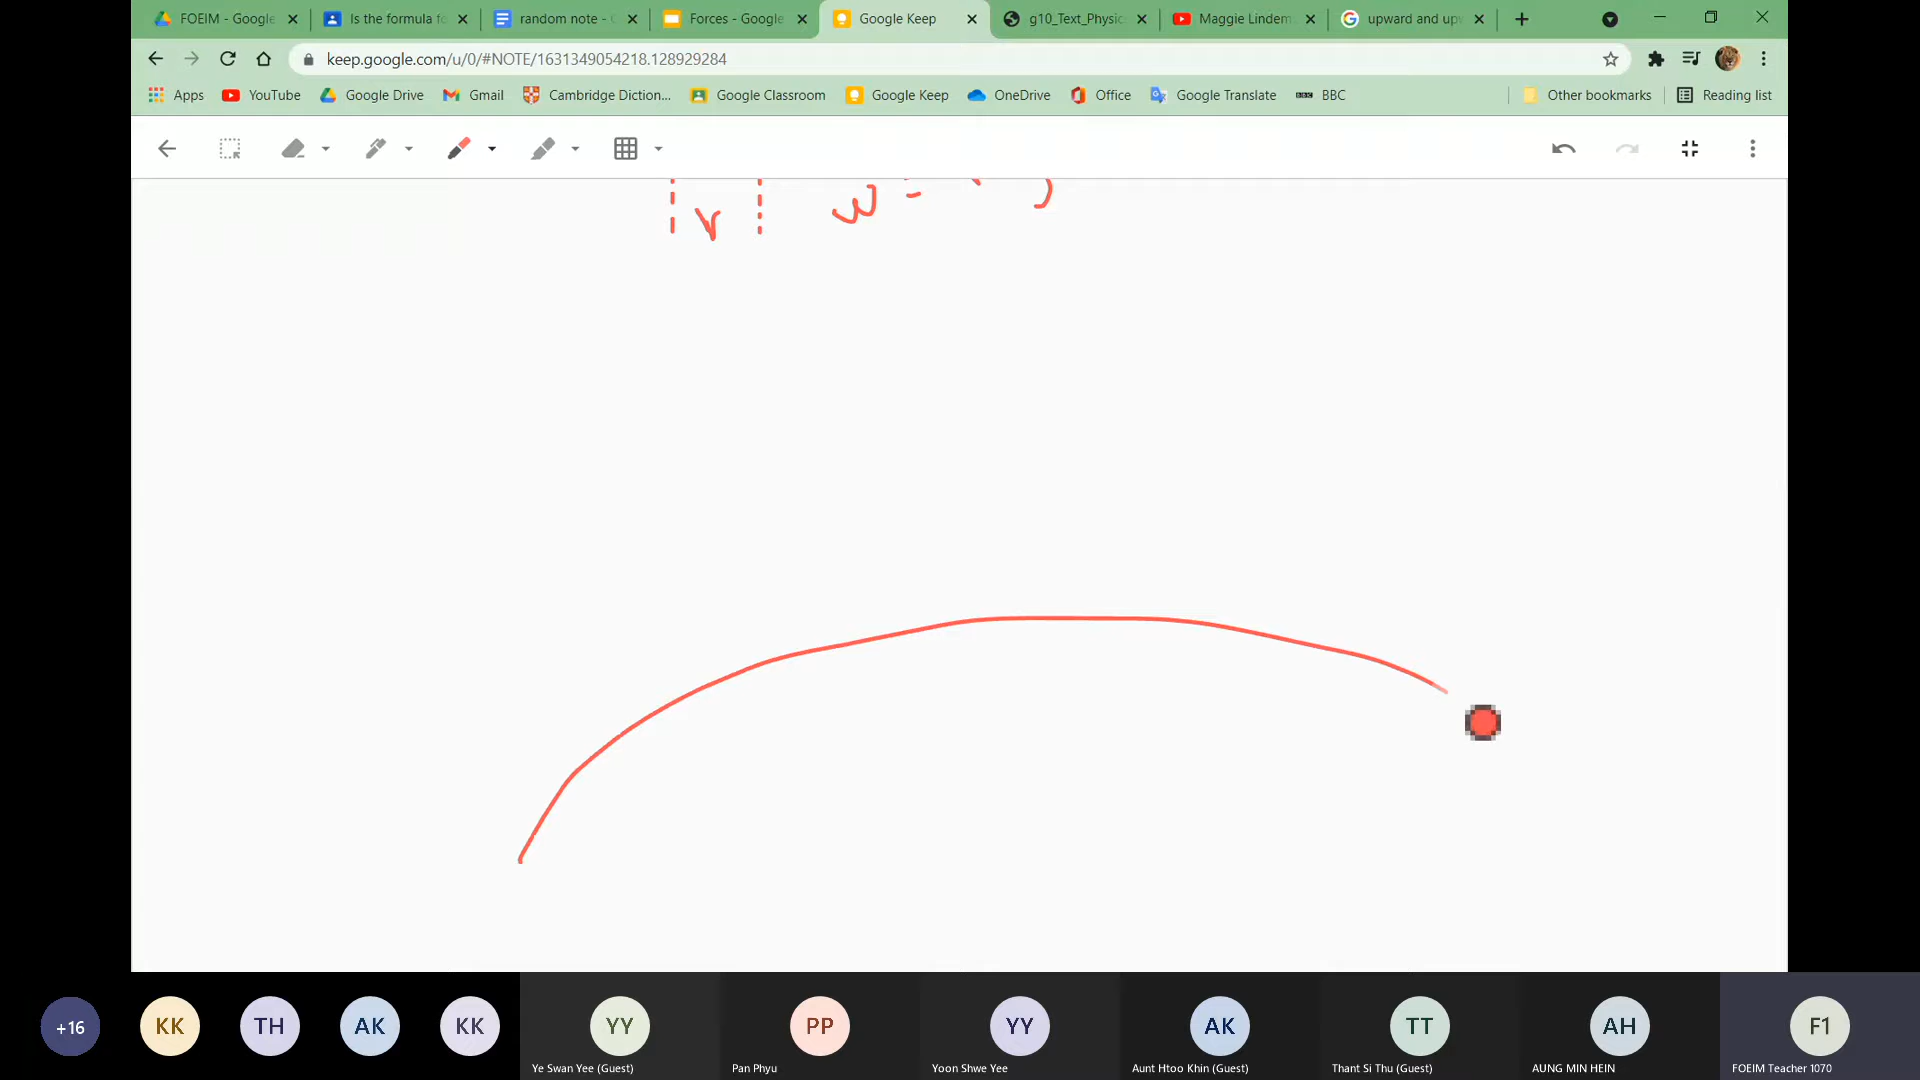 FOEIM - Google
Is the formula fo
random note - G
Forces - Google
Google Keep
g10_Text_Physic
Maggie Lindem
upward and upw
keep.google.com/u/0/#NOTE/1631349054218.128929284
Apps
YouTube
Google Drive
Gmail
Cambridge Diction...
Google Classroom
Google Keep
OneDrive
Office
Google Translate
BBC
Other bookmarks
Reading list
r
w =
+16
KK
TH
AK
KK
YY
PP
YY
AK
TT
AH
F1
Ye Swan Yee (Guest)
Pan Phyu
Yoon Shwe Yee
Aunt Htoo Khin (Guest)
Thant Si Thu (Guest)
AUNG MIN HEIN
FOEIM Teacher 1070